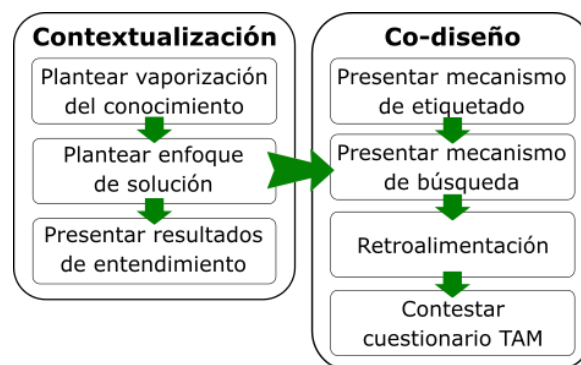 Contextualización
Plantear vaporización
del conocimiento
Plantear enfoque
de solución
Presentar resultados
de entendimiento
Co-diseño
Presentar mecanismo
de etiquetado
Presentar mecanismo
de búsqueda
Retroalimentación
Contestar
cuestionario TAM